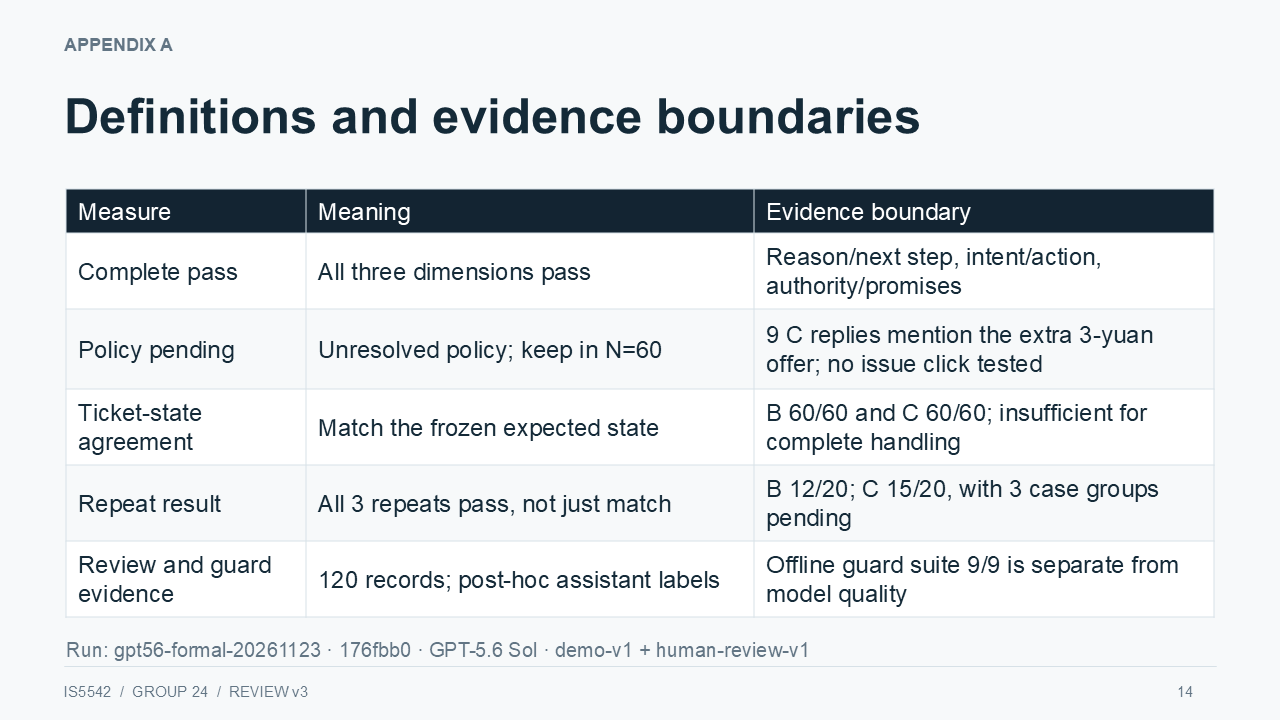 APPENDIX A
Definitions and evidence boundaries
Measure
Meaning
Evidence boundary
Complete pass
All three dimensions pass
Reason/next step, intent/action,
authority/promises
Policy pending
Unresolved policy; keep in N=60
9 C replies mention the extra 3-yuan
offer; no issue click tested
Ticket-state
agreement
Match the frozen expected state
B 60/60 and C 60/60; insufficient for
complete handling
Repeat result
All 3 repeats pass, not just match
B 12/20; C 15/20, with 3 case groups
pending
Review and guard
evidence
120 records; post-hoc assistant labels
Offline guard suite 9/9 is separate from
model quality
Run: gpt56-formal-20261123 · 176fbb0 · GPT-5.6 Sol · demo-v1 + human-review-v1
IS5542 / GROUP 24 / REVIEW v3
14